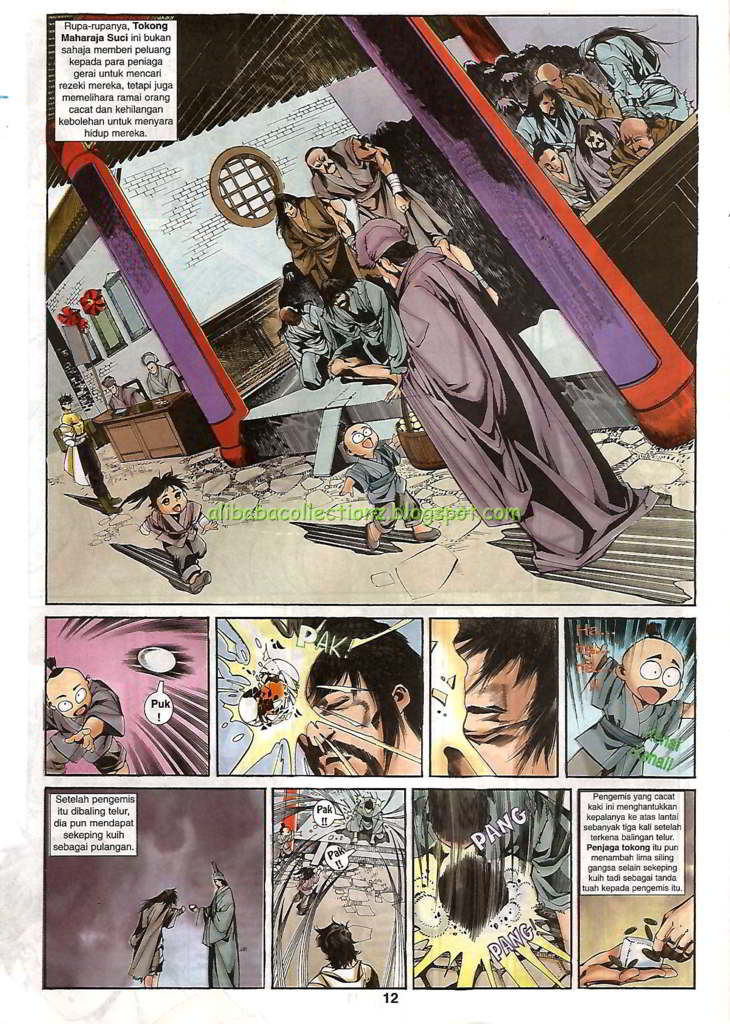 Rupa-rupanya, Tokong
Maharaja Suci ini bukan
sahaja memberi peluang
kepada para peniaga
gerai untuk mencari
rezeki mereka, tetapi juga
memelihara ramai orang
cacat dan kehilangan
kebolehan untuk menyara
hidup mereka.
alibabacollectionz.blogspot.com
Puk
!
PAK!
Setelah pengemis
itu dibaling telur,
dia pun mendapat
sekeping kuih
sebagai pulangan.
Pak
!!
Pak
!!
PANG
PANG
Pengemis yang cacat
kaki ini menghantukkan
kepalanya ke atas lantai
sebanyak tiga kali setelah
terkena balingan telur.
Penjaga tokong itu pun
menambah lima siling
gangsa selain sekeping
kuih tadi sebagai tanda
tuah kepada pengemis itu.
12